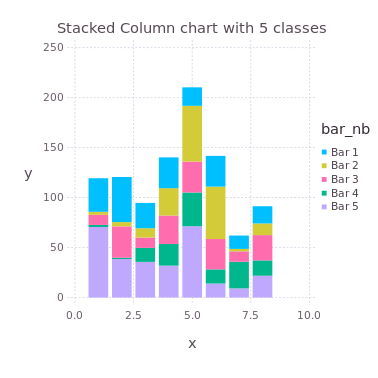 Stacked Column chart with 5 classes
250
200
150
100
50
0
y
0.0 2.5 5.0 7.5 10.0
x
bar_nb
Bar 1
Bar 2
Bar 3
Bar 4
Bar 5